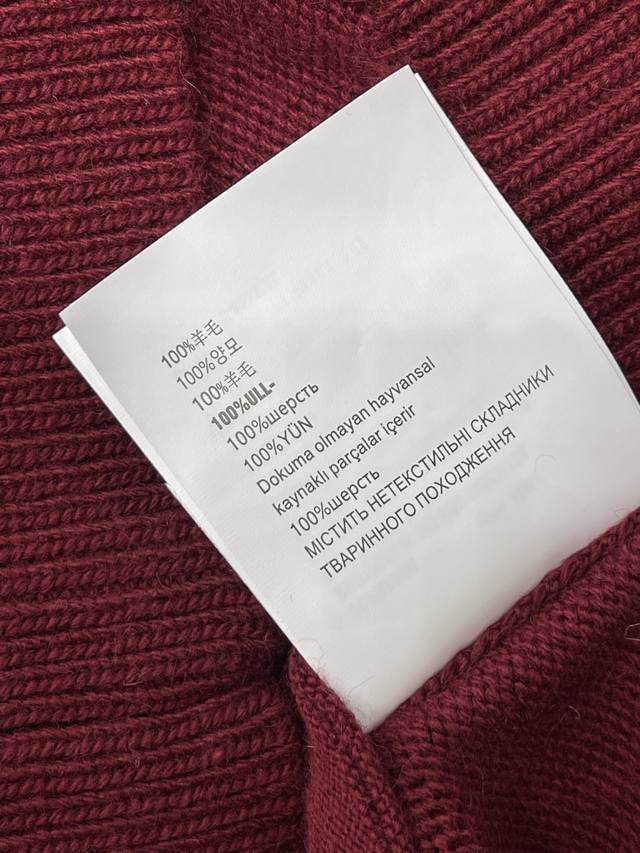 100%羊毛
100%양모
100%羊毛
100%ULL-
100%шерсть
100%YÜN
Dokuma olmayan hayvansal
kaynaklı parçalar içerir
100%шерсть
МІСТИТЬ НЕТЕКСТИЛЬНІ СКЛАДНИКИ
ТВАРИННОГО ПОХОДЖЕННЯ